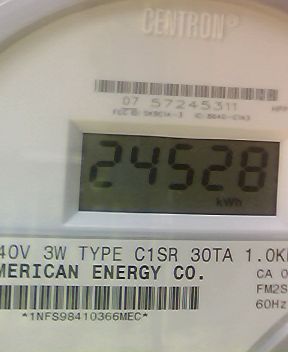 CENTRON®
07 57245311
24528
kWh
40V 3W TYPE C1SR 30TA 1.0K
MERICAN ENERGY CO.
CA 0
FM2S
60Hz
*1NFS98410366MEC*